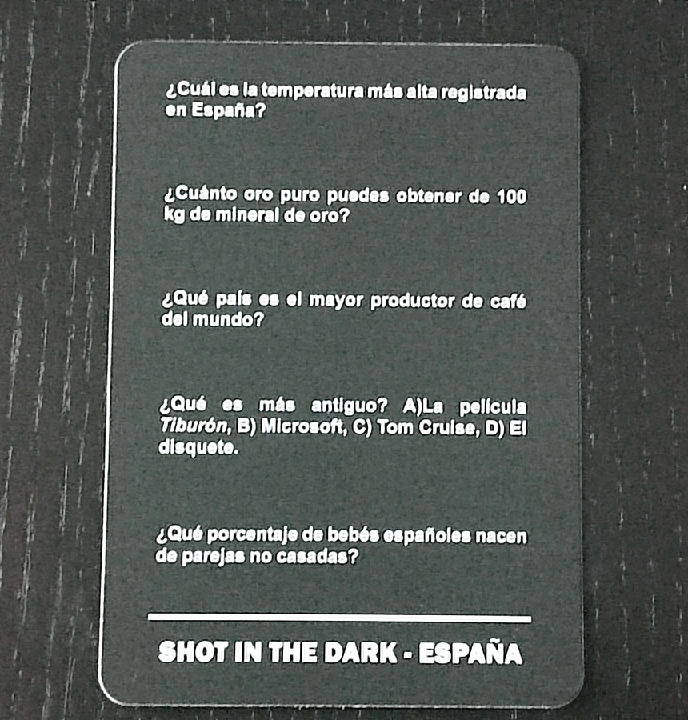 ¿Cuál es la temperatura más alta registrada
en España?
¿Cuánto oro puro puedes obtener de 100
kg de mineral de oro?
¿Qué país es el mayor productor de café
del mundo?
¿Qué es más antiguo? A)La película
Tiburón, B) Microsoft, C) Tom Cruise, D) El
disquete.
¿Qué porcentaje de bebés españoles nacen
de parejas no casadas?
SHOT IN THE DARK - ESPAÑA